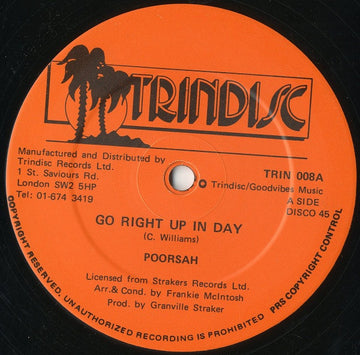 TRINDISC
Manufactured and Distributed by
Trindisc Records Ltd.
1 St. Saviours Rd.
London SW2 5HP
Tel: 01-674 3419
TRIN 008A
℗ Trindisc/Goodvibes Music
A SIDE
DISCO 45
GO RIGHT UP IN DAY
(C. Williams)
POORSAH
Licensed from Strakers Records Ltd.
Arr.& Cond. by Frankie McIntosh
Prod. by Granville Straker
COPYRIGHT RESERVED. UNAUTHORIZED RECORDING IS PROHIBITED PRS COPYRIGHT CONTROL